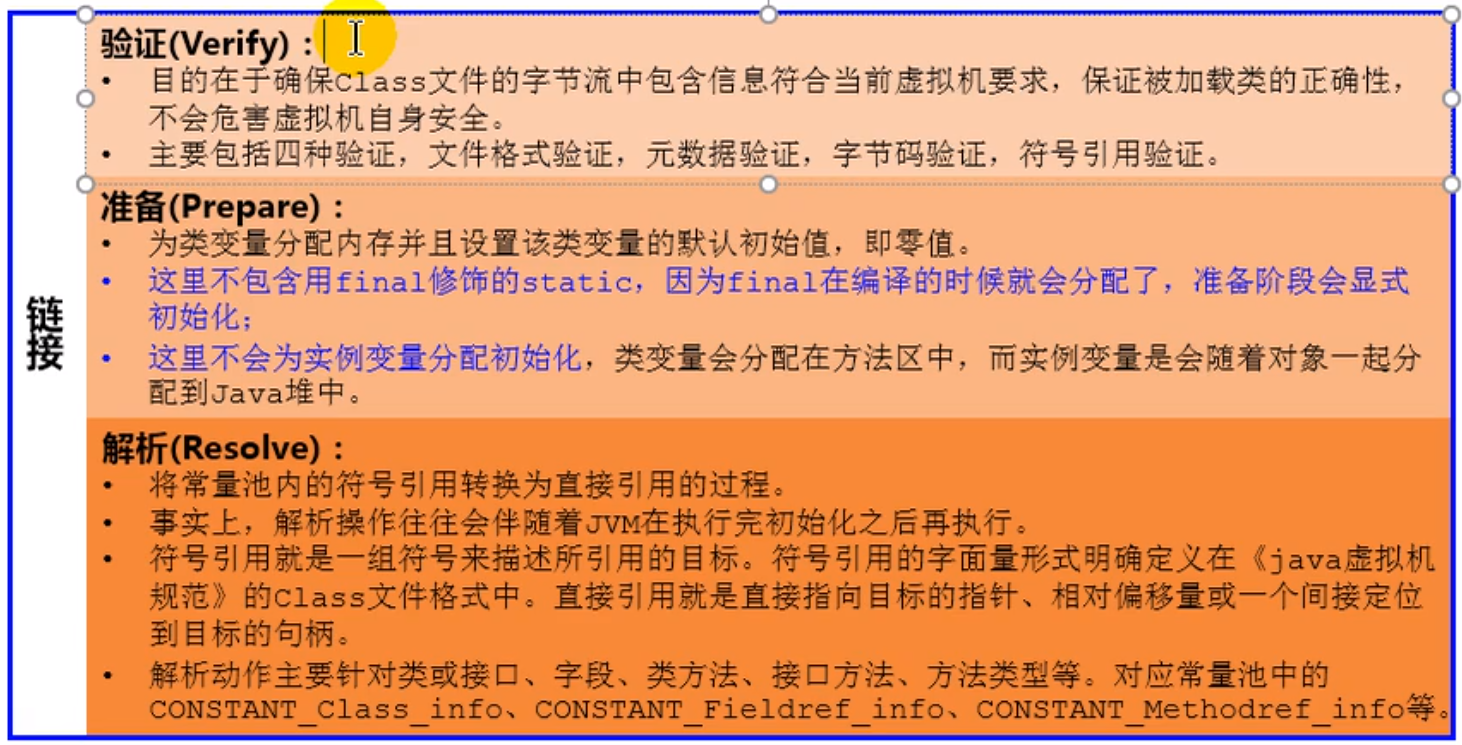 链接
验证(Verify)：
• 目的在于确保Class文件的字节流中包含信息符合当前虚拟机要求，保证被加载类的正确性，
不会危害虚拟机自身安全。
• 主要包括四种验证，文件格式验证，元数据验证，字节码验证，符号引用验证。
准备(Prepare)：
• 为类变量分配内存并且设置该类变量的默认初始值，即零值。
• 这里不包含用final修饰的static，因为final在编译的时候就会分配了，准备阶段会显式
初始化；
• 这里不会为实例变量分配初始化，类变量会分配在方法区中，而实例变量是会随着对象一起分
配到Java堆中。
解析(Resolve)：
• 将常量池内的符号引用转换为直接引用的过程。
• 事实上，解析操作往往会伴随着JVM在执行完初始化之后再执行。
• 符号引用就是一组符号来描述所引用的目标。符号引用的字面量形式明确定义在《java虚拟机
规范》的Class文件格式中。直接引用就是直接指向目标的指针、相对偏移量或一个间接定位
到目标的句柄。
• 解析动作主要针对类或接口、字段、类方法、接口方法、方法类型等。对应常量池中的
CONSTANT_Class_info、CONSTANT_Fieldref_info、CONSTANT_Methodref_info等。